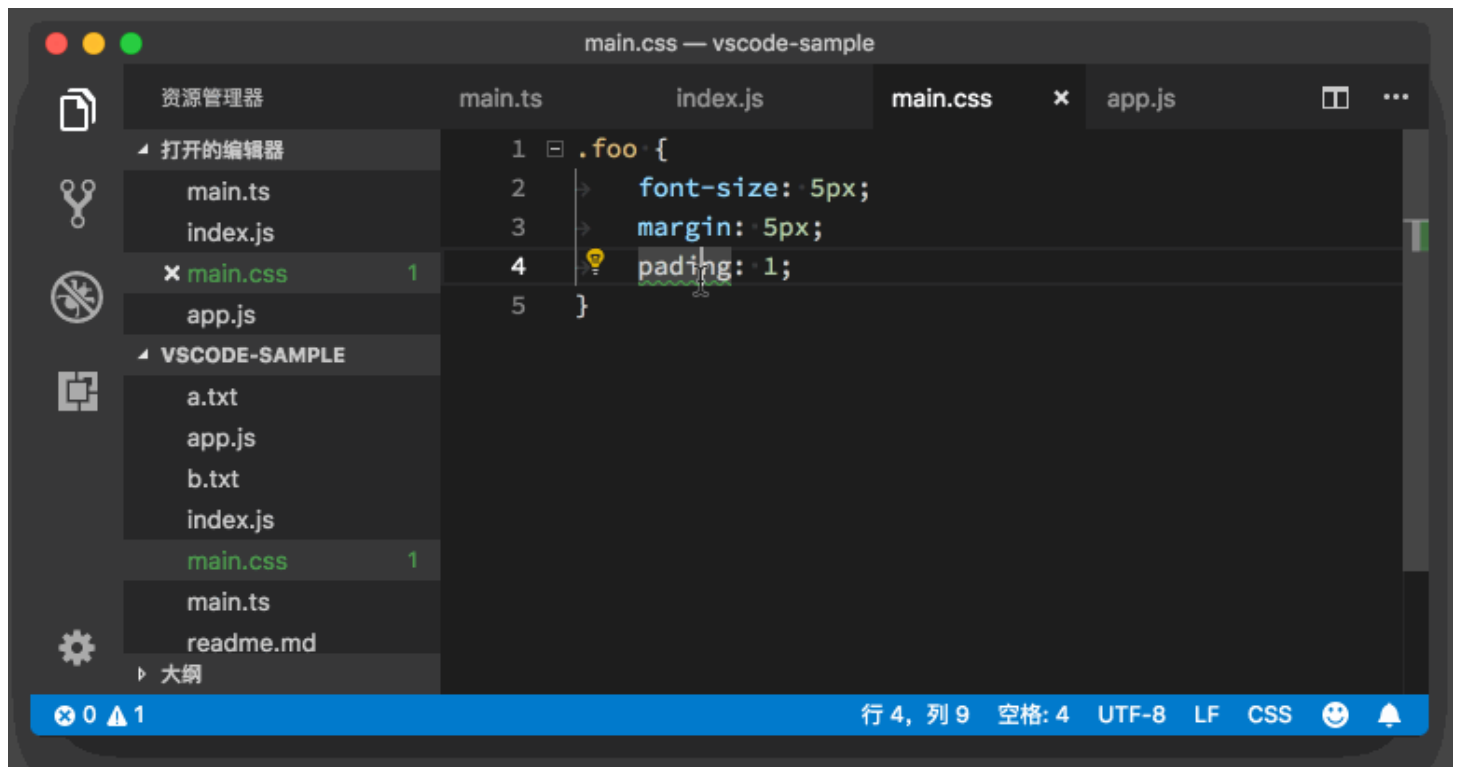 main.css — vscode-sample
资源管理器
main.ts index.js main.css app.js
打开的编辑器
main.ts
index.js
main.css 1
app.js
VSCODE-SAMPLE
a.txt
app.js
b.txt
index.js
main.css 1
main.ts
readme.md
大纲
1 .foo {
2 font-size: 5px;
3 margin: 5px;
4 pading: 1;
5 }
0 1 行 4，列 9 空格: 4 UTF-8 LF CSS